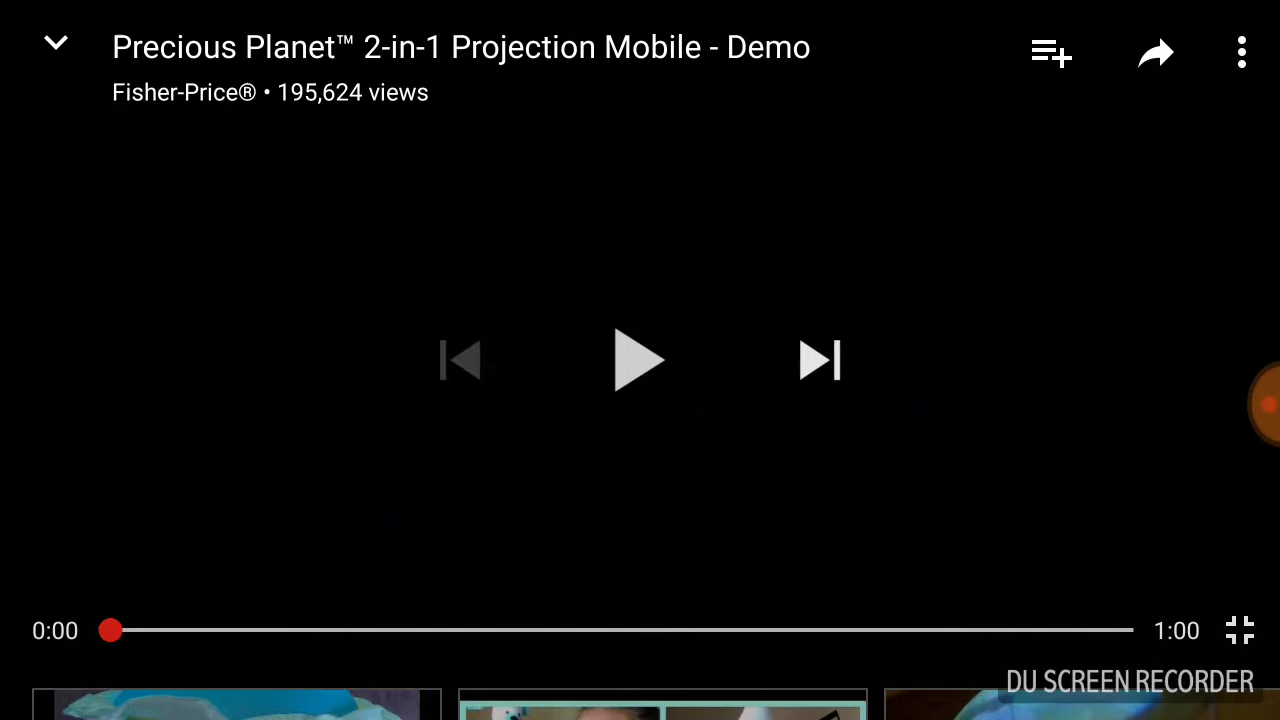 Precious Planet™ 2-in-1 Projection Mobile - Demo
Fisher-Price® • 195,624 views
0:00
1:00
DU SCREEN RECORDER